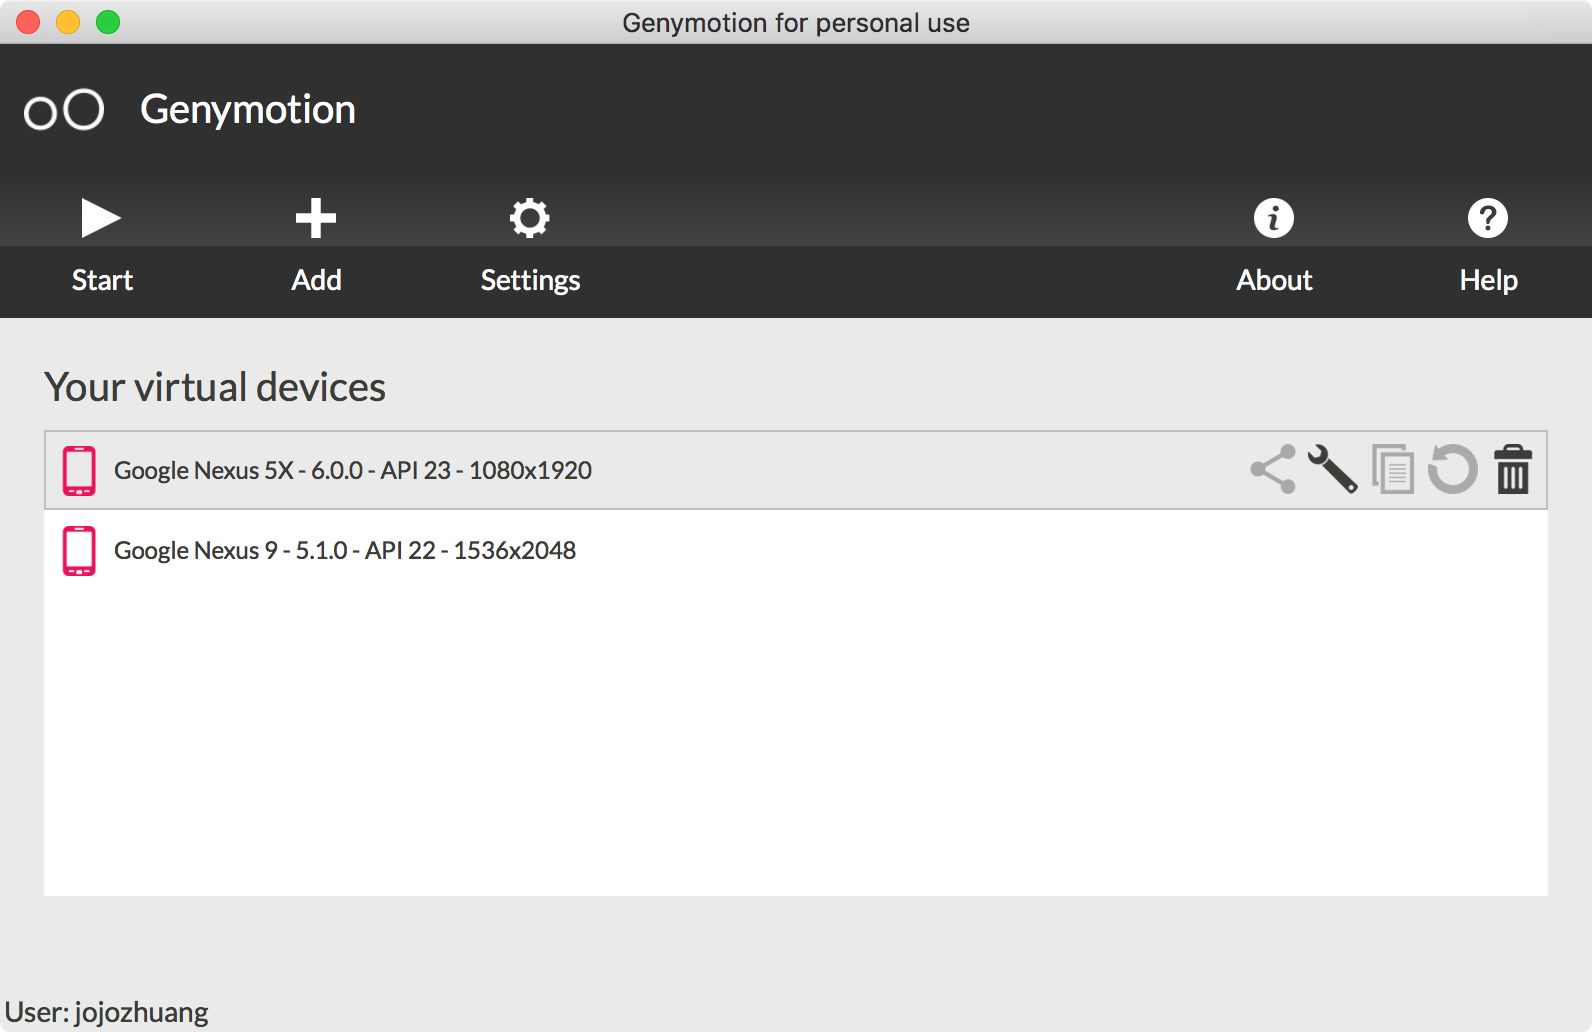 Genymotion for personal use
Genymotion
Start Add Settings About Help
Your virtual devices
Google Nexus 5X - 6.0.0 - API 23 - 1080x1920
Google Nexus 9 - 5.1.0 - API 22 - 1536x2048
User: jojozhuang